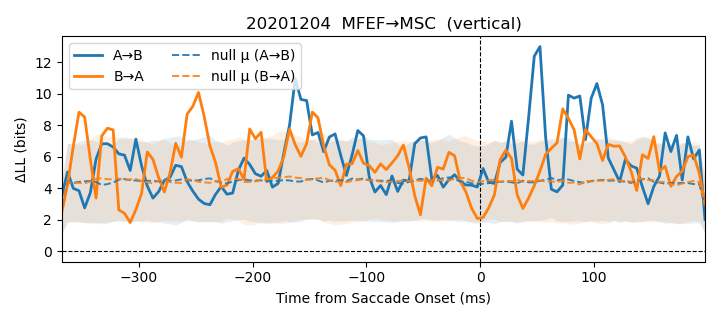 20201204  MFEF→MSC  (vertical)
A→B
B→A
null μ (A→B)
null μ (B→A)
ΔLL (bits)
12
10
8
6
4
2
0
−300
−200
−100
0
100
Time from Saccade Onset (ms)